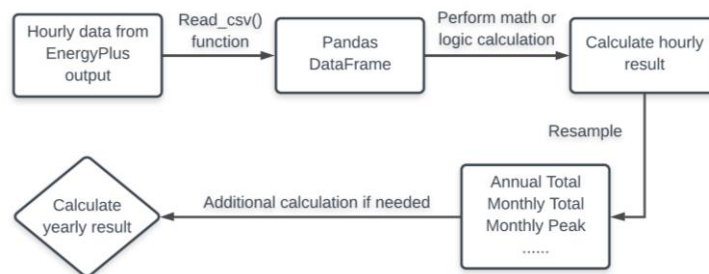 Hourly data from
EnergyPlus
output
Read_csv()
function
Pandas
DataFrame
Perform math or
logic calculation
Calculate hourly
result
Resample
Annual Total
Monthly Total
Monthly Peak
......
Additional calculation if needed
Calculate
yearly result